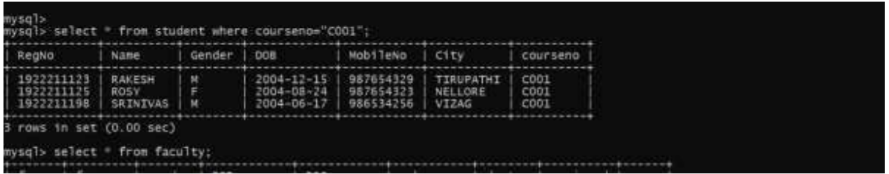 mysql>
mysql> select * from student where courseno="C001";
| RegNo | Name | Gender | DOB | MobileNo | City | courseno |
| 1922211123 | RAKESH | M | 2004-12-15 | 987654329 | TIRUPATHI | C001 |
| 1922211125 | ROSY | F | 2004-08-24 | 987654323 | NELLORE | C001 |
| 1922211198 | SRINIVAS | M | 2004-06-17 | 986534256 | VIZAG | C001 |
3 rows in set (0.00 sec)
mysql> select * from faculty;